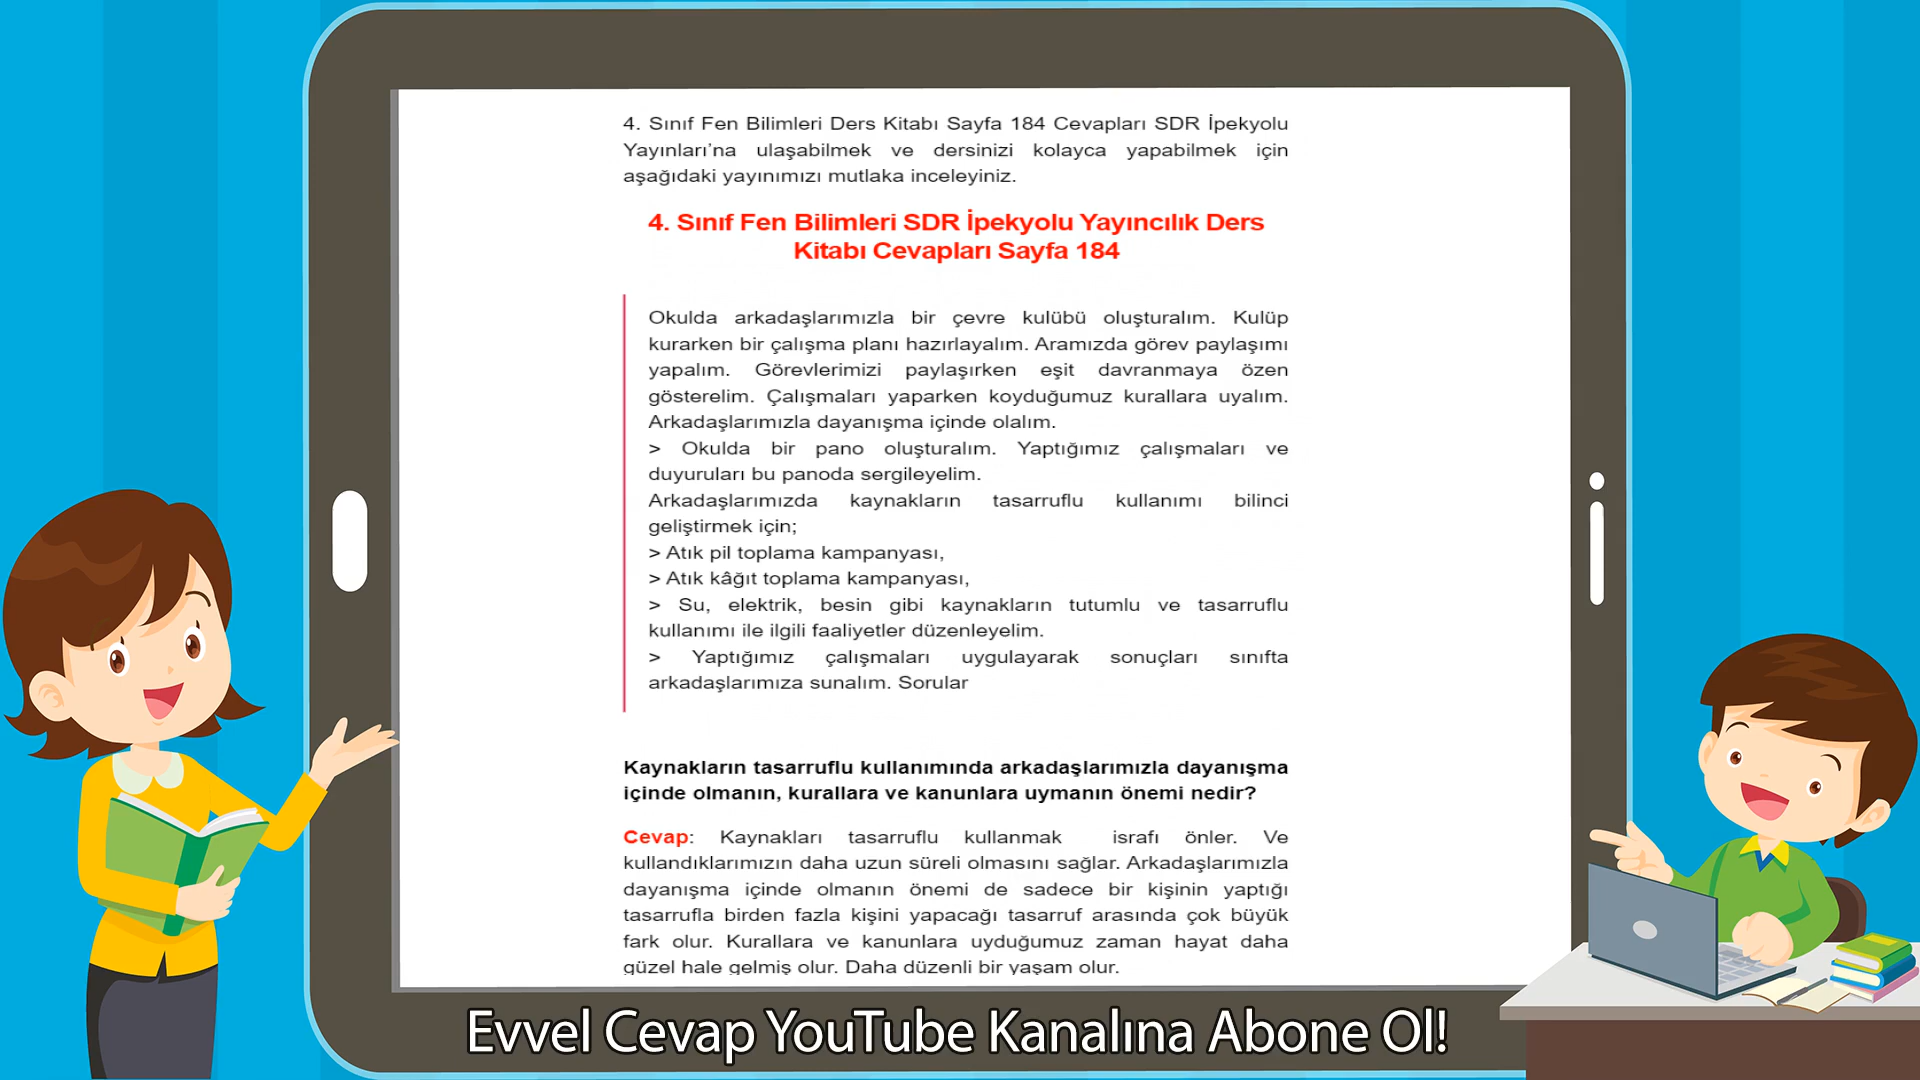 4. Sınıf Fen Bilimleri Ders Kitabı Sayfa 184 Cevapları SDR İpekyolu
Yayınları’na ulaşabilmek ve dersinizi kolayca yapabilmek için
aşağıdaki yayınımızı mutlaka inceleyiniz.
4. Sınıf Fen Bilimleri SDR İpekyolu Yayıncılık Ders
Kitabı Cevapları Sayfa 184
Okulda arkadaşlarımızla bir çevre kulübü oluşturalım. Kulüp
kurarken bir çalışma planı hazırlayalım. Aramızda görev paylaşımı
yapalım. Görevlerimizi paylaşırken eşit davranmaya özen
gösterelim. Çalışmaları yaparken koyduğumuz kurallara uyalım.
Arkadaşlarımızla dayanışma içinde olalım.
> Okulda bir pano oluşturalım. Yaptığımız çalışmaları ve
duyuruları bu panoda sergileyelim.
Arkadaşlarımızda kaynakların tasarruflu kullanımı bilinci
geliştirmek için;
> Atık pil toplama kampanyası,
> Atık kâğıt toplama kampanyası,
> Su, elektrik, besin gibi kaynakların tutumlu ve tasarruflu
kullanımı ile ilgili faaliyetler düzenleyelim.
> Yaptığımız çalışmaları uygulayarak sonuçları sınıfta
arkadaşlarımıza sunalım. Sorular
Kaynakların tasarruflu kullanımında arkadaşlarımızla dayanışma
içinde olmanın, kurallara ve kanunlara uymanın önemi nedir?
Cevap: Kaynakları tasarruflu kullanmak israfı önler. Ve
kullandıklarımızın daha uzun süreli olmasını sağlar. Arkadaşlarımızla
dayanışma içinde olmanın önemi de sadece bir kişinin yaptığı
tasarrufla birden fazla kişini yapacağı tasarruf arasında çok büyük
fark olur. Kurallara ve kanunlara uyduğumuz zaman hayat daha
güzel hale gelmiş olur. Daha düzenli bir yaşam olur.
Evvel Cevap YouTube Kanalına Abone Ol!